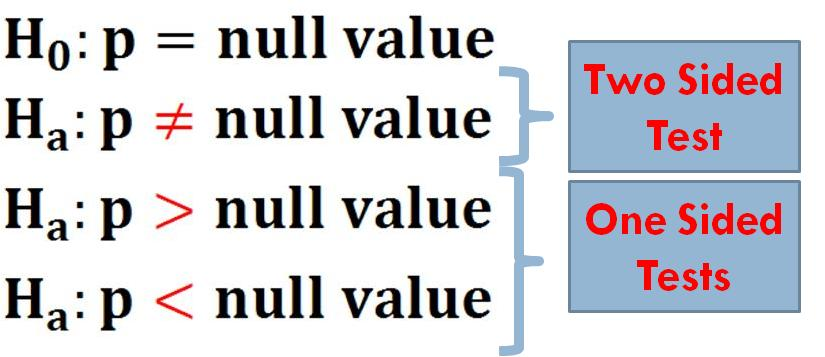 H₀: p = null value
Hₐ: p ≠ null value
Hₐ: p > null value
Hₐ: p < null value
Two Sided
Test
One Sided
Tests